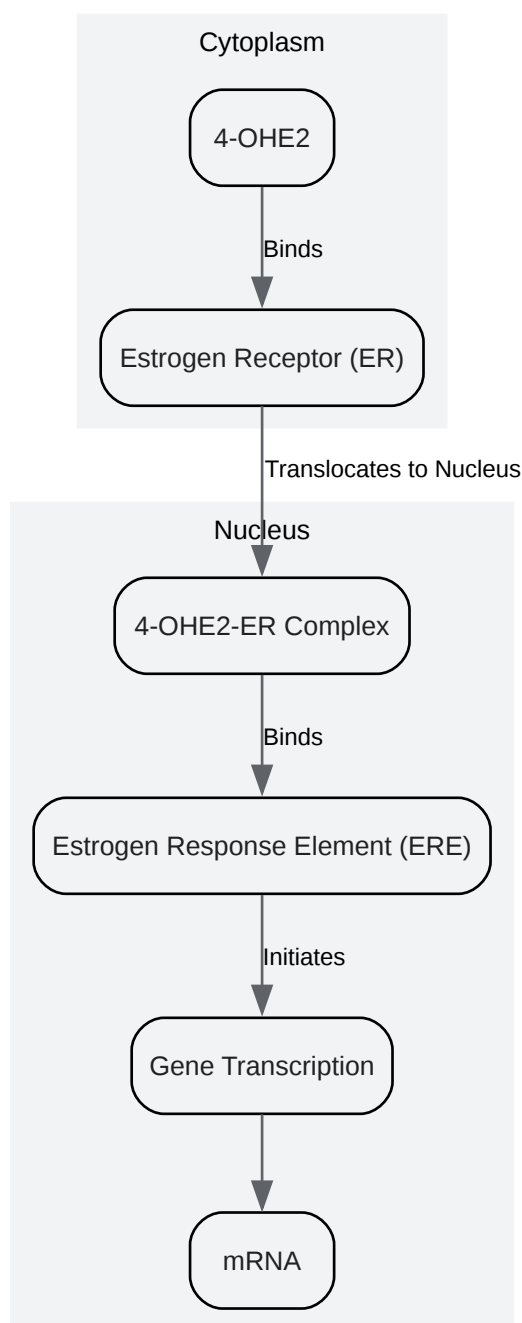 Cytoplasm
4-OHE2
Binds
Estrogen Receptor (ER)
Translocates to Nucleus
Nucleus
4-OHE2-ER Complex
Binds
Estrogen Response Element (ERE)
Initiates
Gene Transcription
mRNA